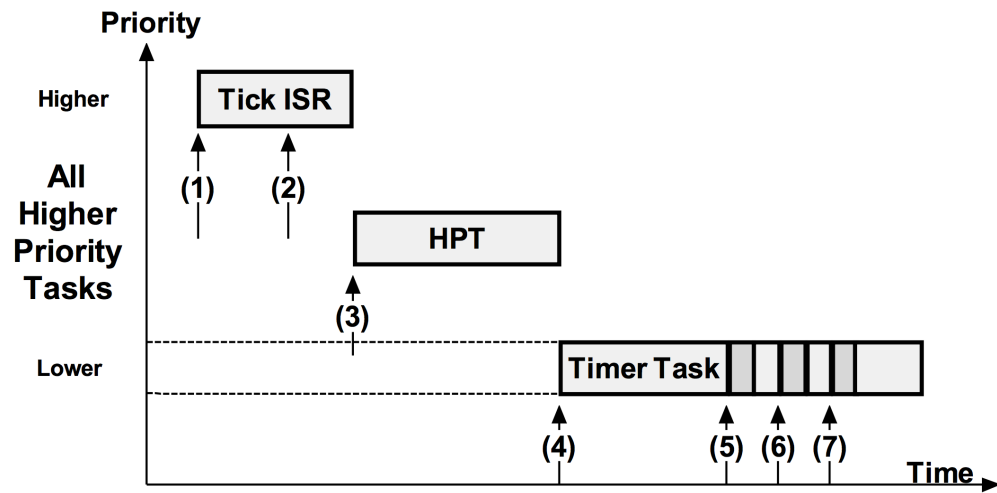 Priority
Higher
Tick ISR
(1)
(2)
All
Higher
Priority
Tasks
HPT
(3)
Lower
Timer Task
(4)
(5)
(6)
(7)
Time